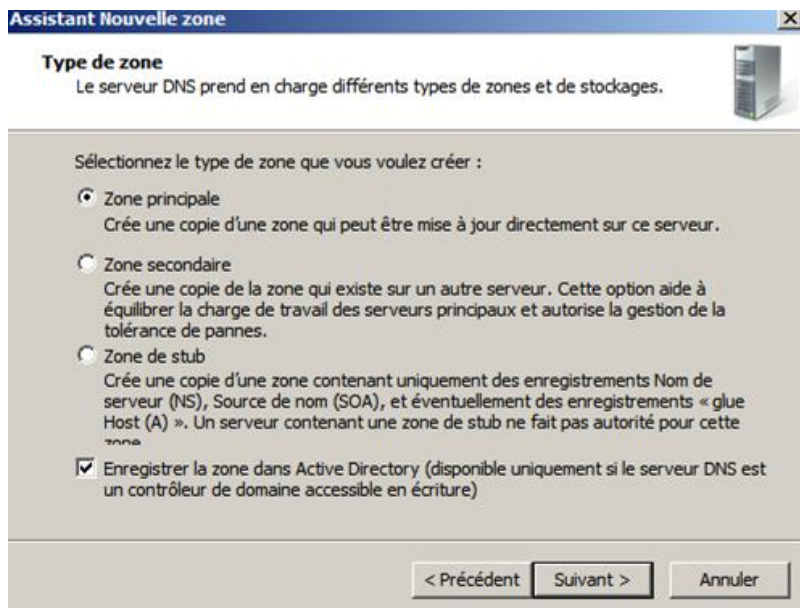 Assistant Nouvelle zone
Type de zone
Le serveur DNS prend en charge différents types de zones et de stockages.
Sélectionnez le type de zone que vous voulez créer :
Zone principale
Crée une copie d'une zone qui peut être mise à jour directement sur ce serveur.
Zone secondaire
Crée une copie de la zone qui existe sur un autre serveur. Cette option aide à
équilibrer la charge de travail des serveurs principaux et autorise la gestion de la
tolérance de pannes.
Zone de stub
Crée une copie d'une zone contenant uniquement des enregistrements Nom de
serveur (NS), Source de nom (SOA), et éventuellement des enregistrements « glue
Host (A) ». Un serveur contenant une zone de stub ne fait pas autorité pour cette
zone.
Enregistrer la zone dans Active Directory (disponible uniquement si le serveur DNS est
un contrôleur de domaine accessible en écriture)
< Précédent Suivant > Annuler